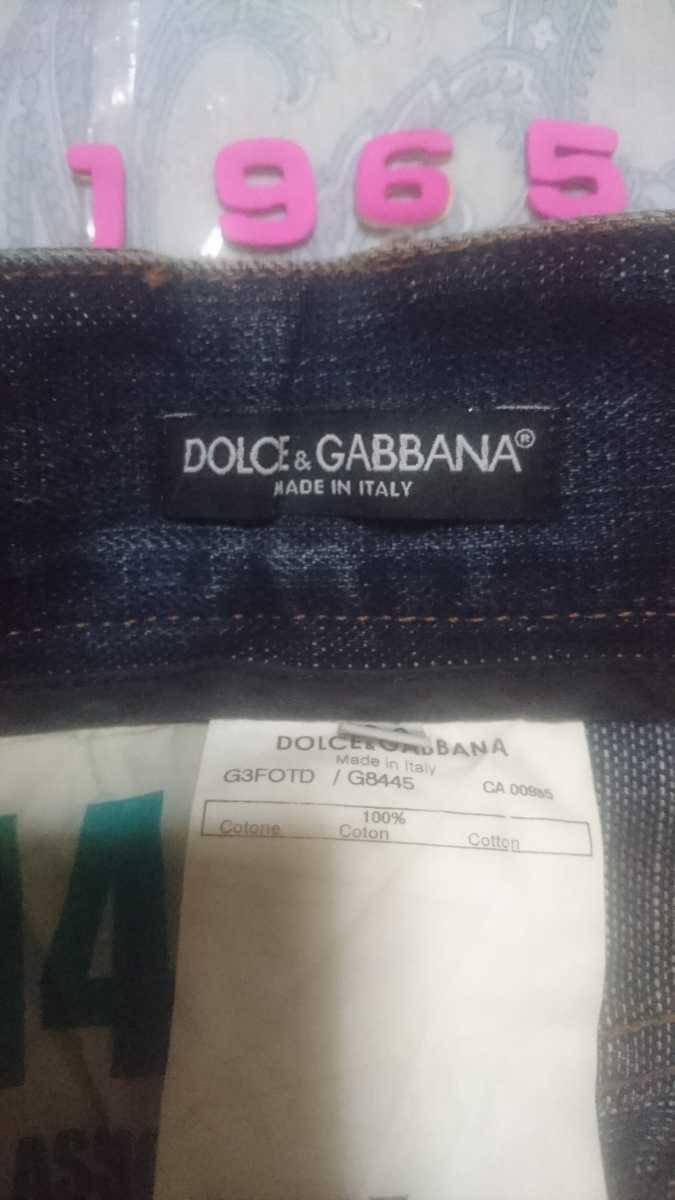 1965
DOLCE & GABBANA®
MADE IN ITALY
DOLCE & GABBANA
Made in Italy
G3FOTD / G8445
CA 00985
100%
Cotone Coton Cotton
14